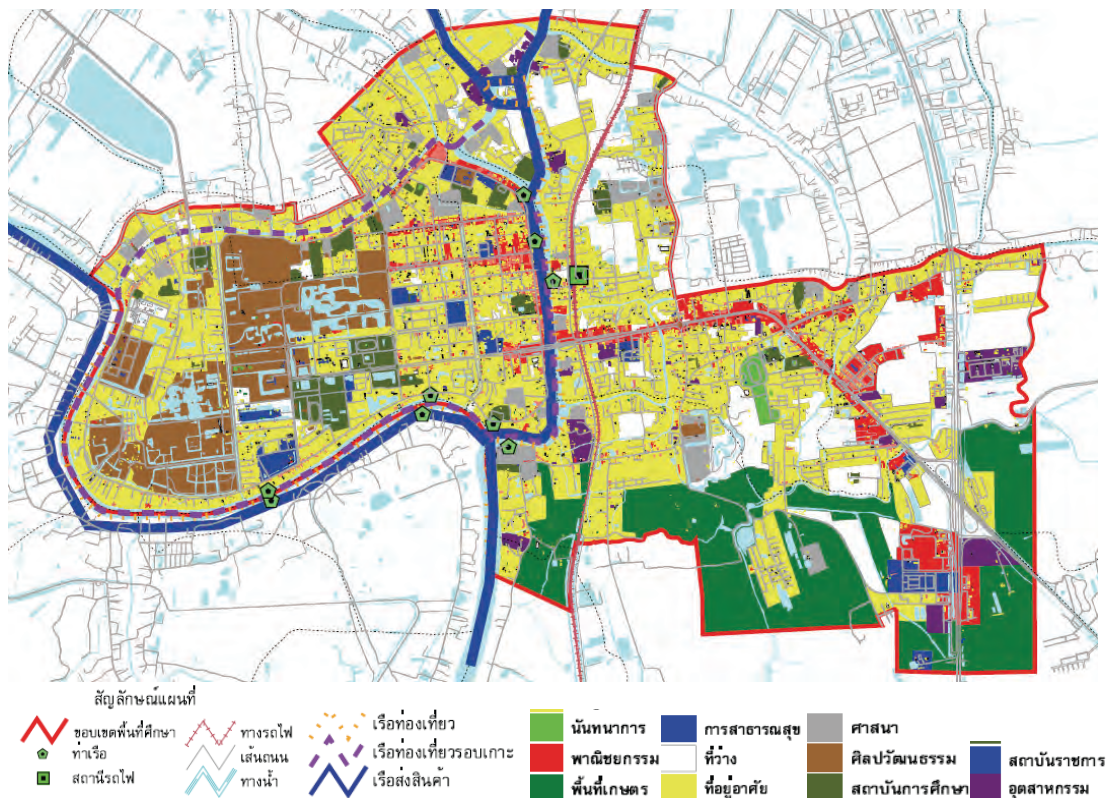 สัญลักษณ์แผนที่
ขอบเขตพื้นที่ศึกษา
ท่าเรือ
สถานีรถไฟ
ทางรถไฟ
เส้นถนน
ทางน้ำ
เรือท่องเที่ยว
เรือท่องเที่ยวรอบเกาะ
เรือส่งสินค้า
นันทนาการ
พาณิชยกรรม
พื้นที่เกษตร
การสาธารณสุข
ที่ว่าง
ที่อยู่อาศัย
ศาสนา
ศิลปวัฒนธรรม
สถาบันการศึกษา
สถาบันราชการ
อุตสาหกรรม